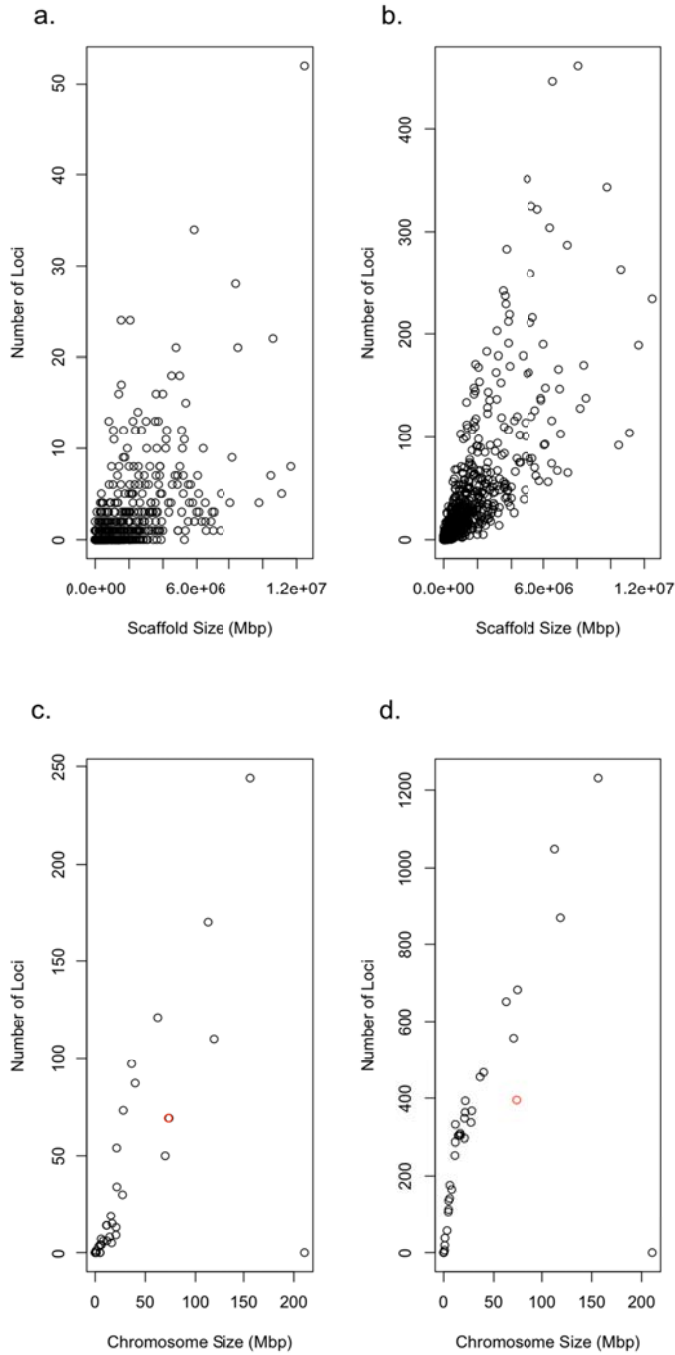 a.
b.
50
40
30
20
10
0
Number of Loci
0.0e+00 6.0e+06 1.2e+07
Scaffold Size (Mbp)
400
300
200
100
0
Number of Loci
0.0e+00 6.0e+06 1.2e+07
Scaffold Size (Mbp)
c.
d.
250
200
150
100
50
0
Number of Loci
0 50 100 150 200
Chromosome Size (Mbp)
1200
1000
800
600
400
200
0
Number of Loci
0 50 100 150 200
Chromosome Size (Mbp)